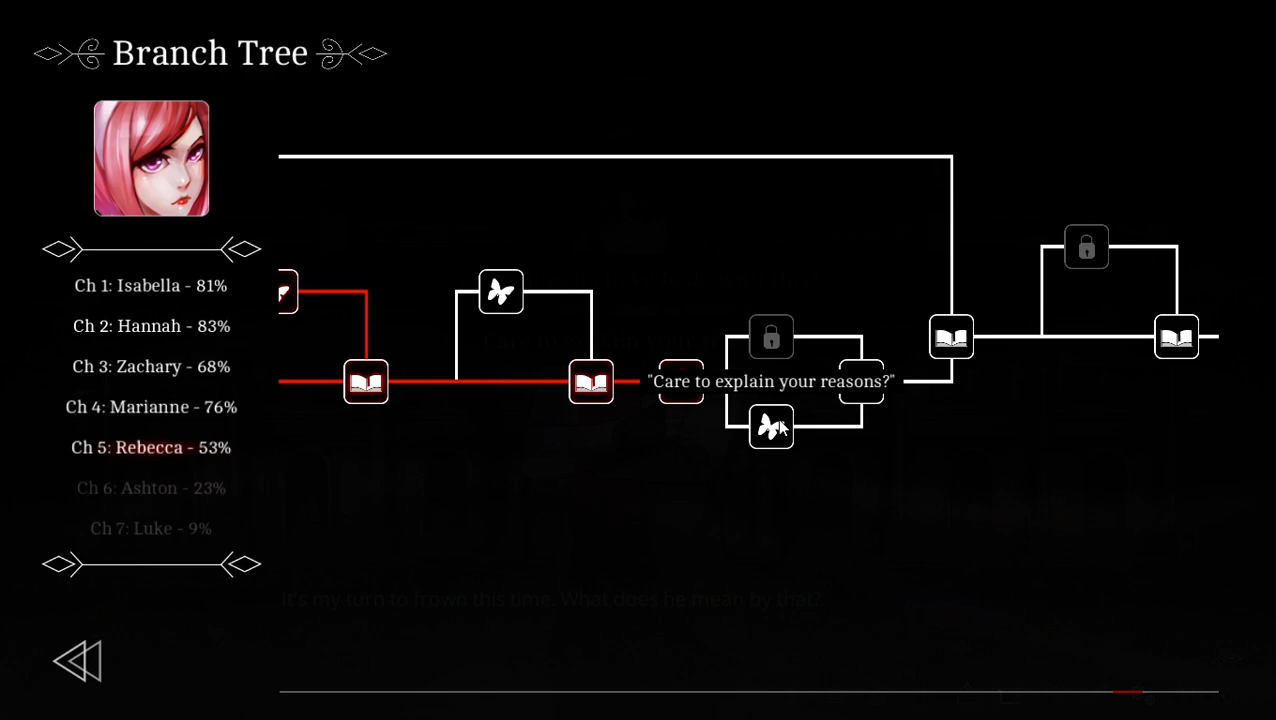 Branch Tree
Ch 1: Isabella - 81%
Ch 2: Hannah - 83%
Ch 3: Zachary - 68%
Ch 4: Marianne - 76%
"Care to explain your reasons?"
Ch 5: Rebecca - 53%
Ch 6: Ashton - 23%
Ch 7: Luke - 9%
It's my turn to frown this time. What does he mean by that?